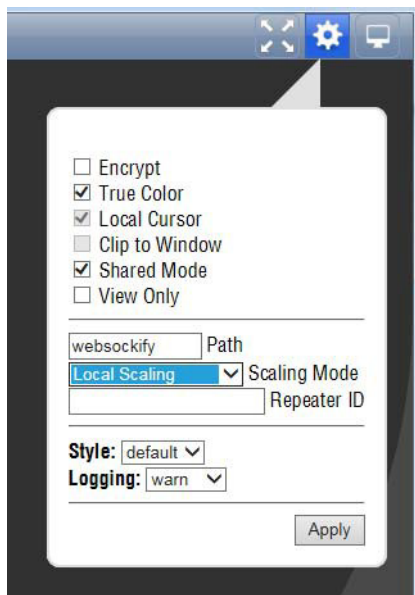 Encrypt
True Color
Local Cursor
Clip to Window
Shared Mode
View Only
websockify Path
Local Scaling Scaling Mode
Repeater ID
Style: default
Logging: warn
Apply